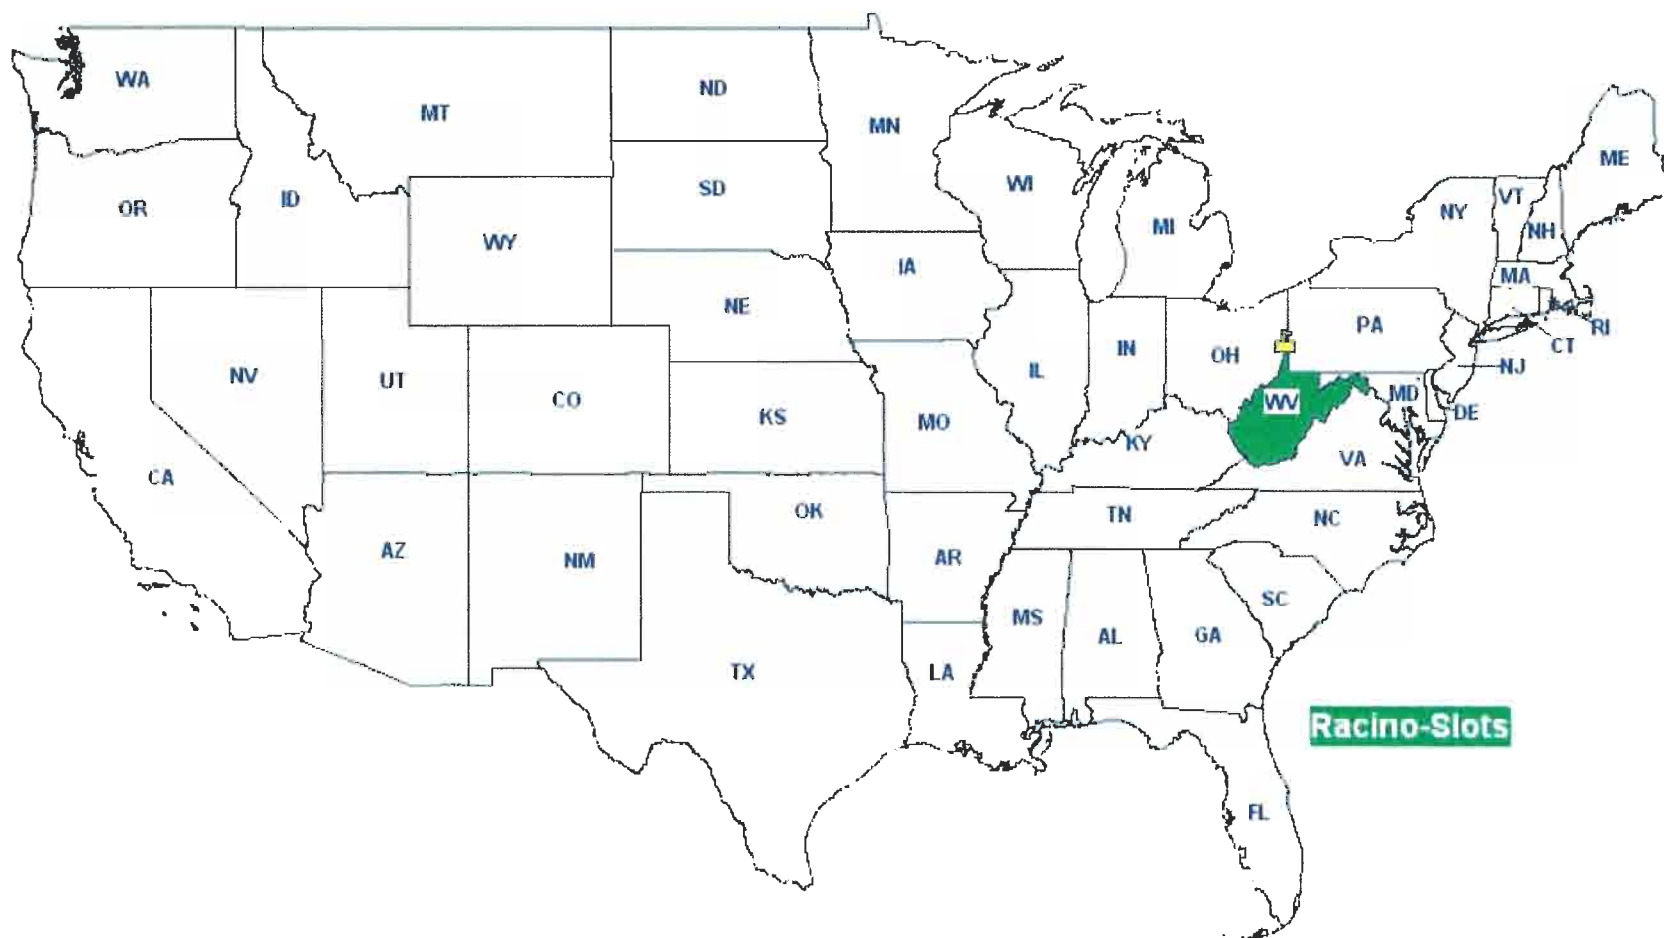 WA
MT
ND
MN
ME
OR
ID
WY
SD
WI
MI
NY
VT
NH
IA
MA
NE
PA
RI
CT
NV
UT
CO
IL
IN
OH
NJ
KS
MO
WV
MD
DE
KY
VA
CA
OK
TN
NC
AZ
NM
AR
SC
MS
AL
GA
TX
LA
Racino-Slots
FL